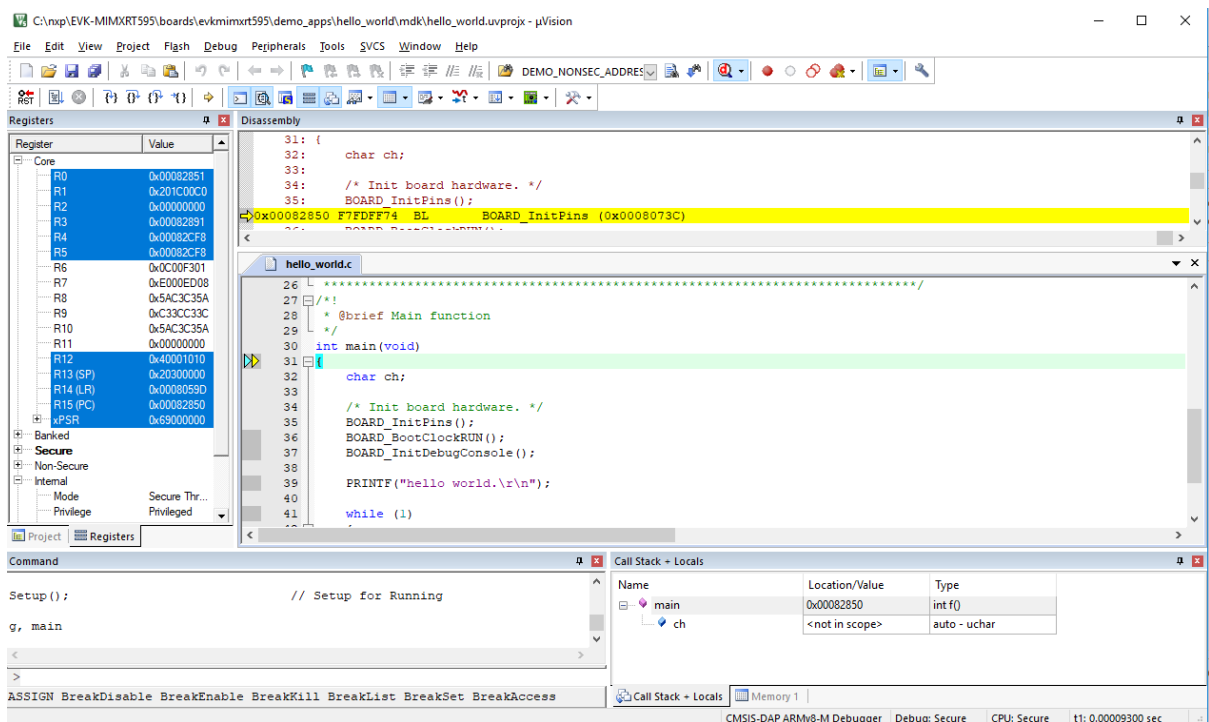 C:\nxp\EVK-MIMXRT595\boards\evkmimxrt595\demo_apps\hello_world\mdk\hello_world.uvprojx - µVision
File Edit View Project Flash Debug Peripherals Tools SVCS Window Help
DEMO_NONSEC_ADDRES
RST
Registers
Register Value
Core
R0 0x00082851
R1 0x201C00C0
R2 0x00000000
R3 0x00082891
R4 0x00082CF8
R5 0x00082CF8
R6 0x0C00F301
R7 0xE000ED08
R8 0x5AC3C35A
R9 0xC33CC33C
R10 0x5AC3C35A
R11 0x00000000
R12 0x40001010
R13 (SP) 0x20300000
R14 (LR) 0x0008059D
R15 (PC) 0x00082850
xPSR 0x69000000
Banked
Secure
Non-Secure
Internal
Mode Secure Thr...
Privilege Privileged
Project Registers
Disassembly
31: {
32: char ch;
33:
34: /* Init board hardware. */
35: BOARD_InitPins();
0x00082850 F7FDFF74 BL BOARD_InitPins (0x0008073C)
36: BOARD_BootClockRUN();
hello_world.c
26 ******************************************************************************/
27 /*!
28 * @brief Main function
29 */
30 int main(void)
31 {
32 char ch;
33
34 /* Init board hardware. */
35 BOARD_InitPins();
36 BOARD_BootClockRUN();
37 BOARD_InitDebugConsole();
38
39 PRINTF("hello world.\r\n");
40
41 while (1)
Command
Setup(); // Setup for Running
g, main
>
ASSIGN BreakDisable BreakEnable BreakKill BreakList BreakSet BreakAccess
Call Stack + Locals
Name Location/Value Type
main 0x00082850 int f()
ch <not in scope> auto - uchar
Call Stack + Locals Memory 1
CMSIS-DAP ARMv8-M Debugger Debug: Secure CPU: Secure t1: 0.00009300 sec